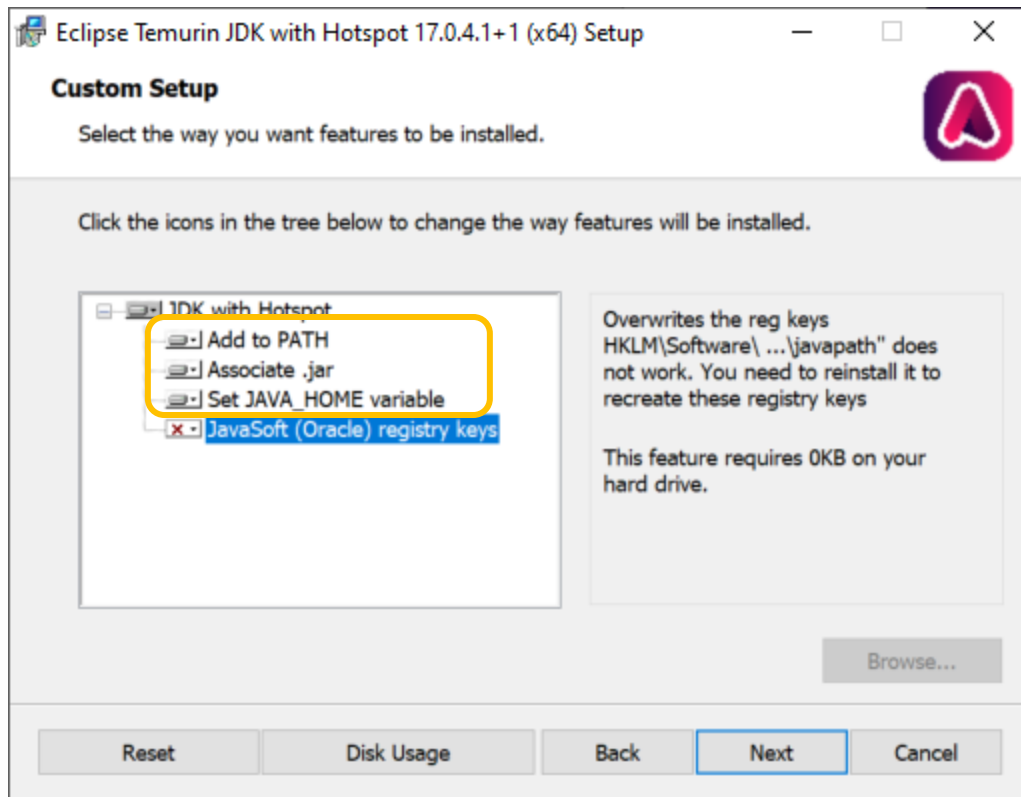 Eclipse Temurin JDK with Hotspot 17.0.4.1+1 (x64) Setup
Custom Setup
Select the way you want features to be installed.
Click the icons in the tree below to change the way features will be installed.
JDK with Hotspot
Add to PATH
Associate .jar
Set JAVA_HOME variable
JavaSoft (Oracle) registry keys
Overwrites the reg keys
HKLM\Software\ ...\javapath" does
not work. You need to reinstall it to
recreate these registry keys
This feature requires 0KB on your
hard drive.
Browse...
Reset
Disk Usage
Back
Next
Cancel